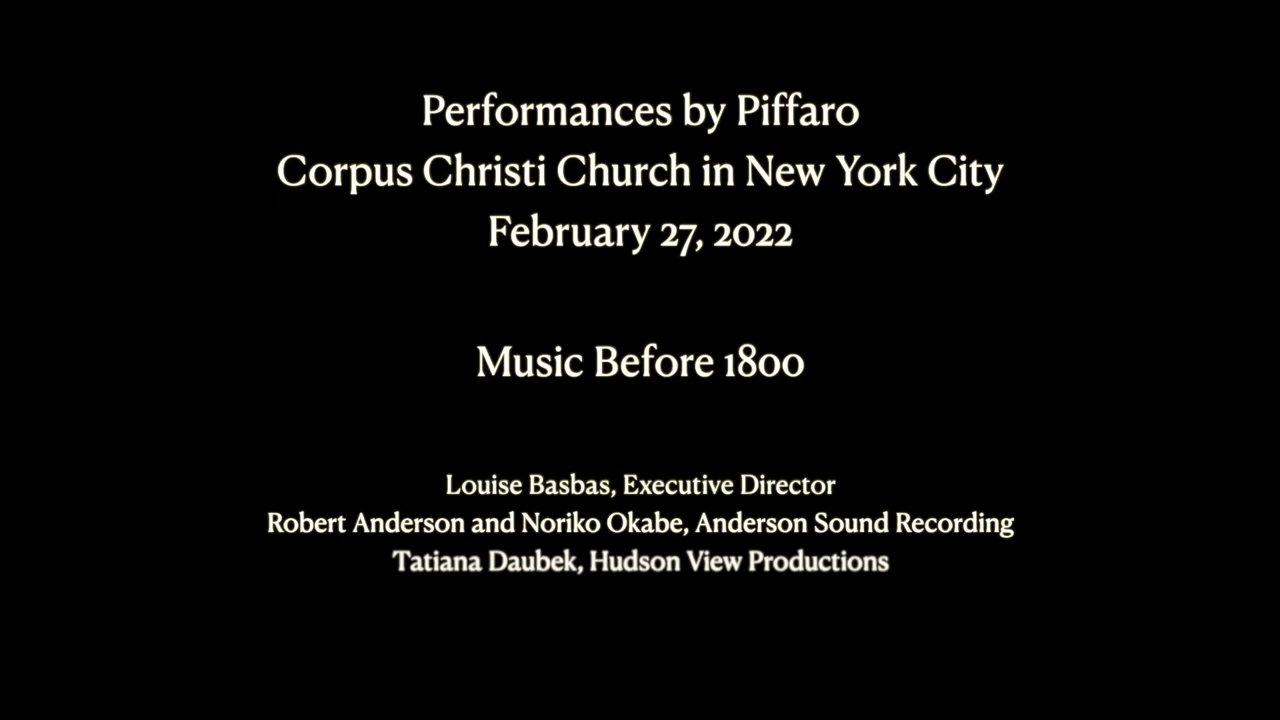 Performances by Piffaro
Corpus Christi Church in New York City
February 27, 2022
Music Before 1800
Louise Basbas, Executive Director
Robert Anderson and Noriko Okabe, Anderson Sound Recording
Tatiana Daubek, Hudson View Productions